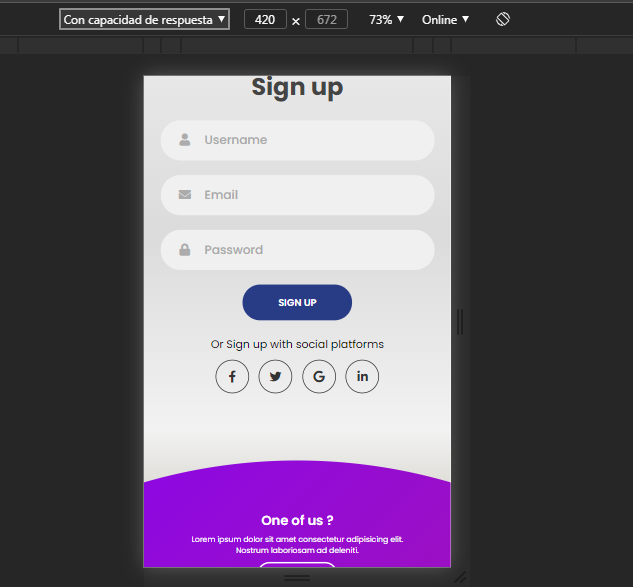 Con capacidad de respuesta ▼ 420 × 672 73% ▼ Online ▼
Sign up
Username
Email
Password
SIGN UP
Or Sign up with social platforms
f G in
One of us ?
Lorem ipsum dolor sit amet consectetur adipisicing elit.
Nostrum laboriosam ad deleniti.